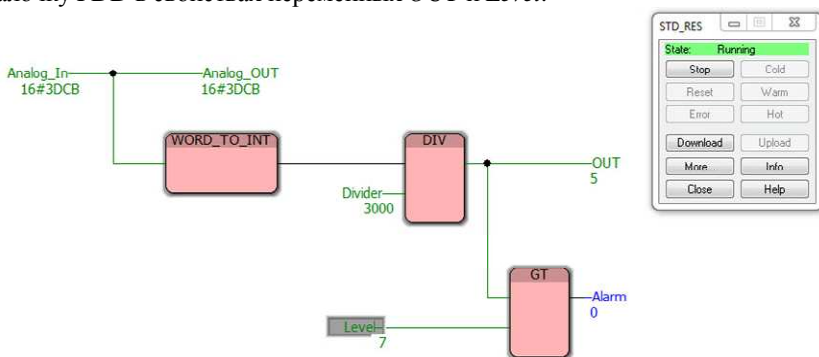 STD_RES
State: Running
Stop Cold
Reset Warm
Error Hot
Download Upload
More Info
Close Help
Analog_In Analog_OUT
16#3DCB 16#3DCB
WORD_TO_INT
DIV
OUT
5
Divider
3000
GT
Alarm
0
Level
7